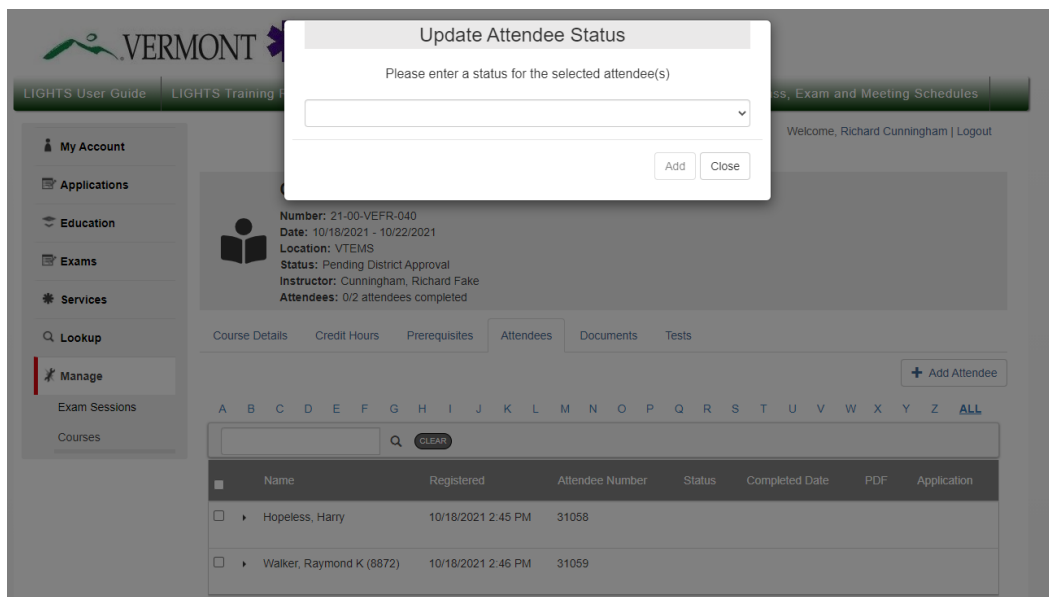 VERMONT
Update Attendee Status
Please enter a status for the selected attendee(s)
Add
Close
LIGHTS User Guide
LIGHTS Training
ss, Exam and Meeting Schedules
Welcome, Richard Cunningham | Logout
My Account
Applications
Education
Exams
Services
Lookup
Manage
Exam Sessions
Courses
Number: 21-00-VEFR-040
Date: 10/18/2021 - 10/22/2021
Location: VTEMS
Status: Pending District Approval
Instructor: Cunningham, Richard Fake
Attendees: 0/2 attendees completed
Course Details Credit Hours Prerequisites Attendees Documents Tests
+ Add Attendee
A B C D E F G H I J K L M N O P Q R S T U V W X Y Z ALL
CLEAR
Name Registered Attendee Number Status Completed Date PDF Application
Hopeless, Harry 10/18/2021 2:45 PM 31058
Walker, Raymond K (8872) 10/18/2021 2:46 PM 31059